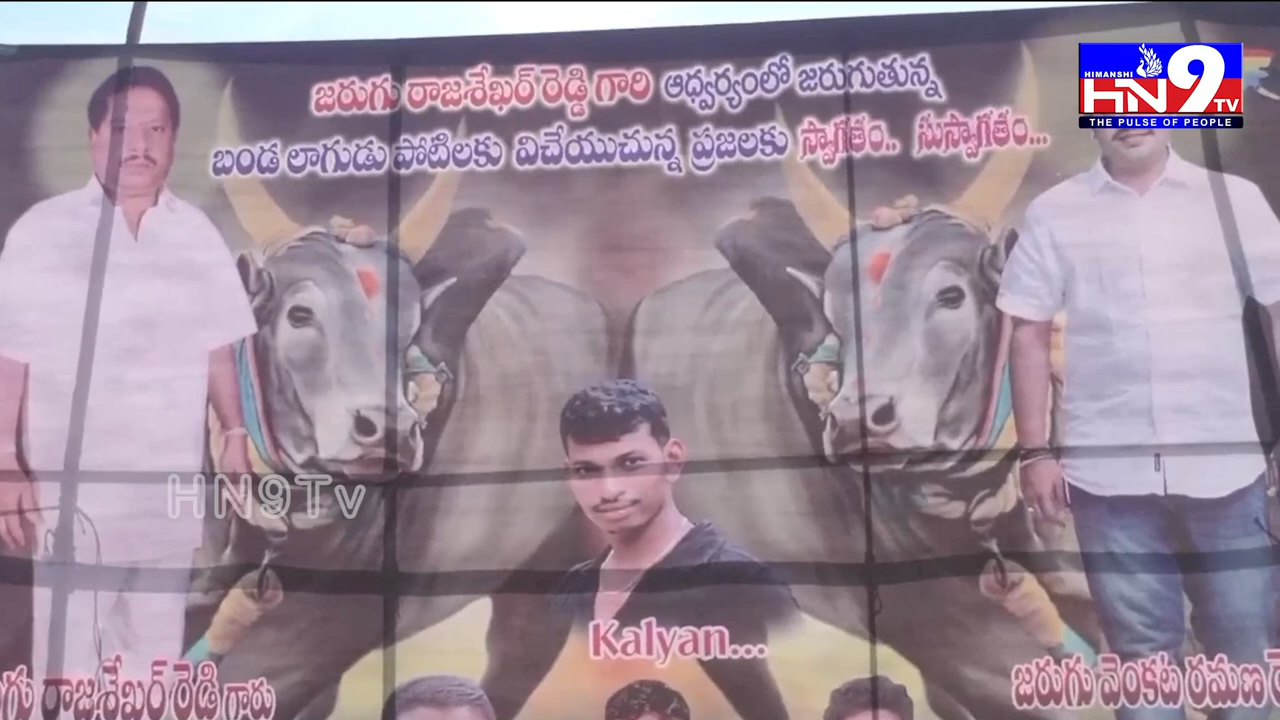 జరుగు రాజశేఖర్ రెడ్డి గారి ఆధ్వర్యంలో జరుగుతున్న
బండ లాగుడు పోటిలకు విచేయుచున్న ప్రజలకు స్వాగతం.. సుస్వాగతం...
HIMANSHI
HN9 TV
THE PULSE OF PEOPLE
HN9Tv
Kalyan...
రాజశేఖర్ రెడ్డి గారు
జరుగు వెంకట రమణ